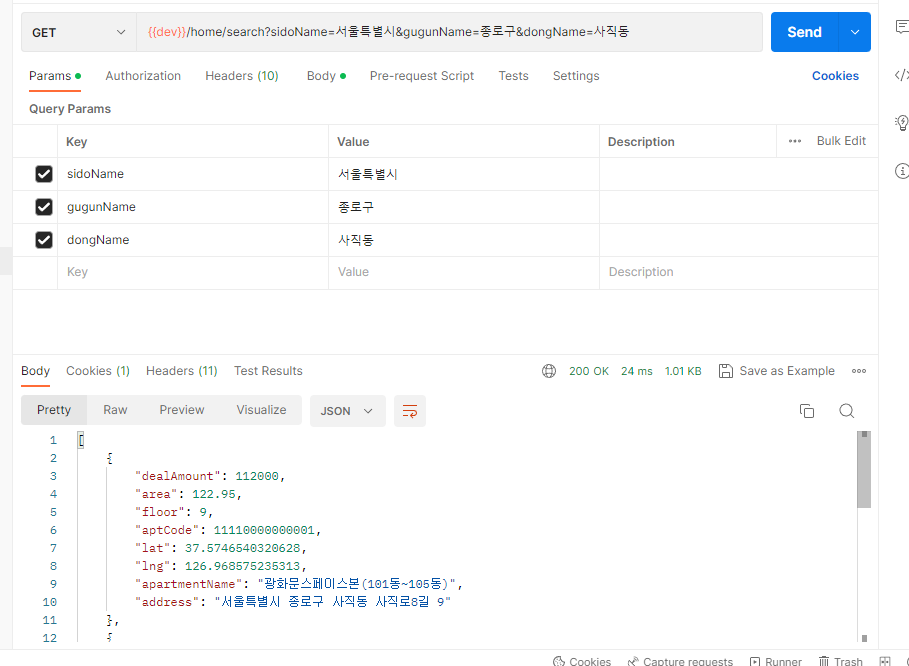 GET {{dev}}/home/search?sidoName=서울특별시&gugunName=종로구&dongName=사직동 Send
Params Authorization Headers (10) Body Pre-request Script Tests Settings Cookies
Query Params
Key Value Description ••• Bulk Edit
sidoName 서울특별시
gugunName 종로구
dongName 사직동
Key Value Description
Body Cookies (1) Headers (11) Test Results 200 OK 24 ms 1.01 KB Save as Example
Pretty Raw Preview Visualize JSON
1 [
2 {
3 "dealAmount": 112000,
4 "area": 122.95,
5 "floor": 9,
6 "aptCode": 11110000000001,
7 "lat": 37.5746540320628,
8 "lng": 126.968575235313,
9 "apartmentName": "광화문스페이스본(101동~105동)",
10 "address": "서울특별시 종로구 사직동 사직로8길 9"
11 },
12 {
Cookies Capture requests Runner Trash